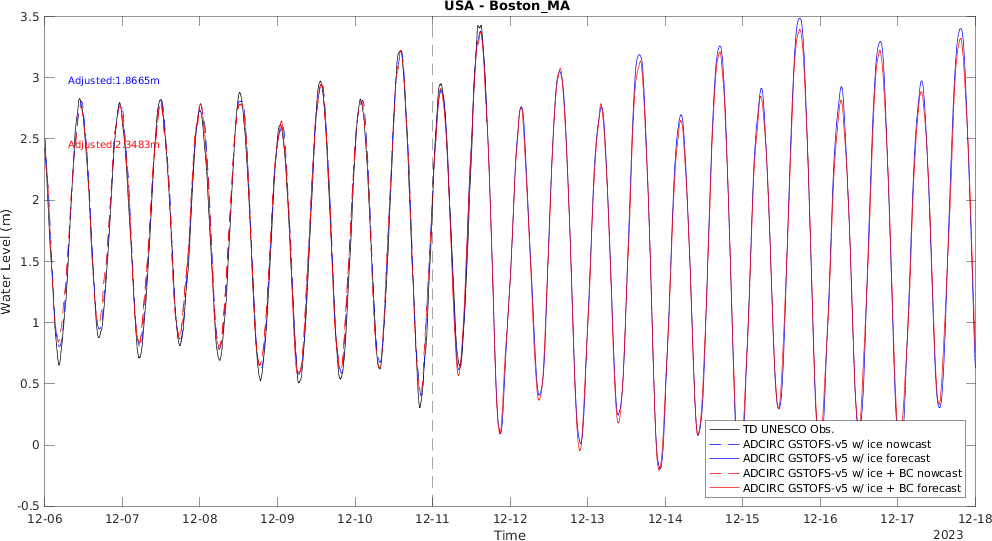 USA - Boston_MA
3.5
3
2.5
2
1.5
1
0.5
0
-0.5
Water Level (m)
Adjusted:1.8665m
Adjusted:2.3483m
TD UNESCO Obs.
ADCIRC GSTOFS-v5 w/ ice nowcast
ADCIRC GSTOFS-v5 w/ ice forecast
ADCIRC GSTOFS-v5 w/ ice + BC nowcast
ADCIRC GSTOFS-v5 w/ ice + BC forecast
12-06 12-07 12-08 12-09 12-10 12-11 12-12 12-13 12-14 12-15 12-16 12-17 12-18
Time
2023